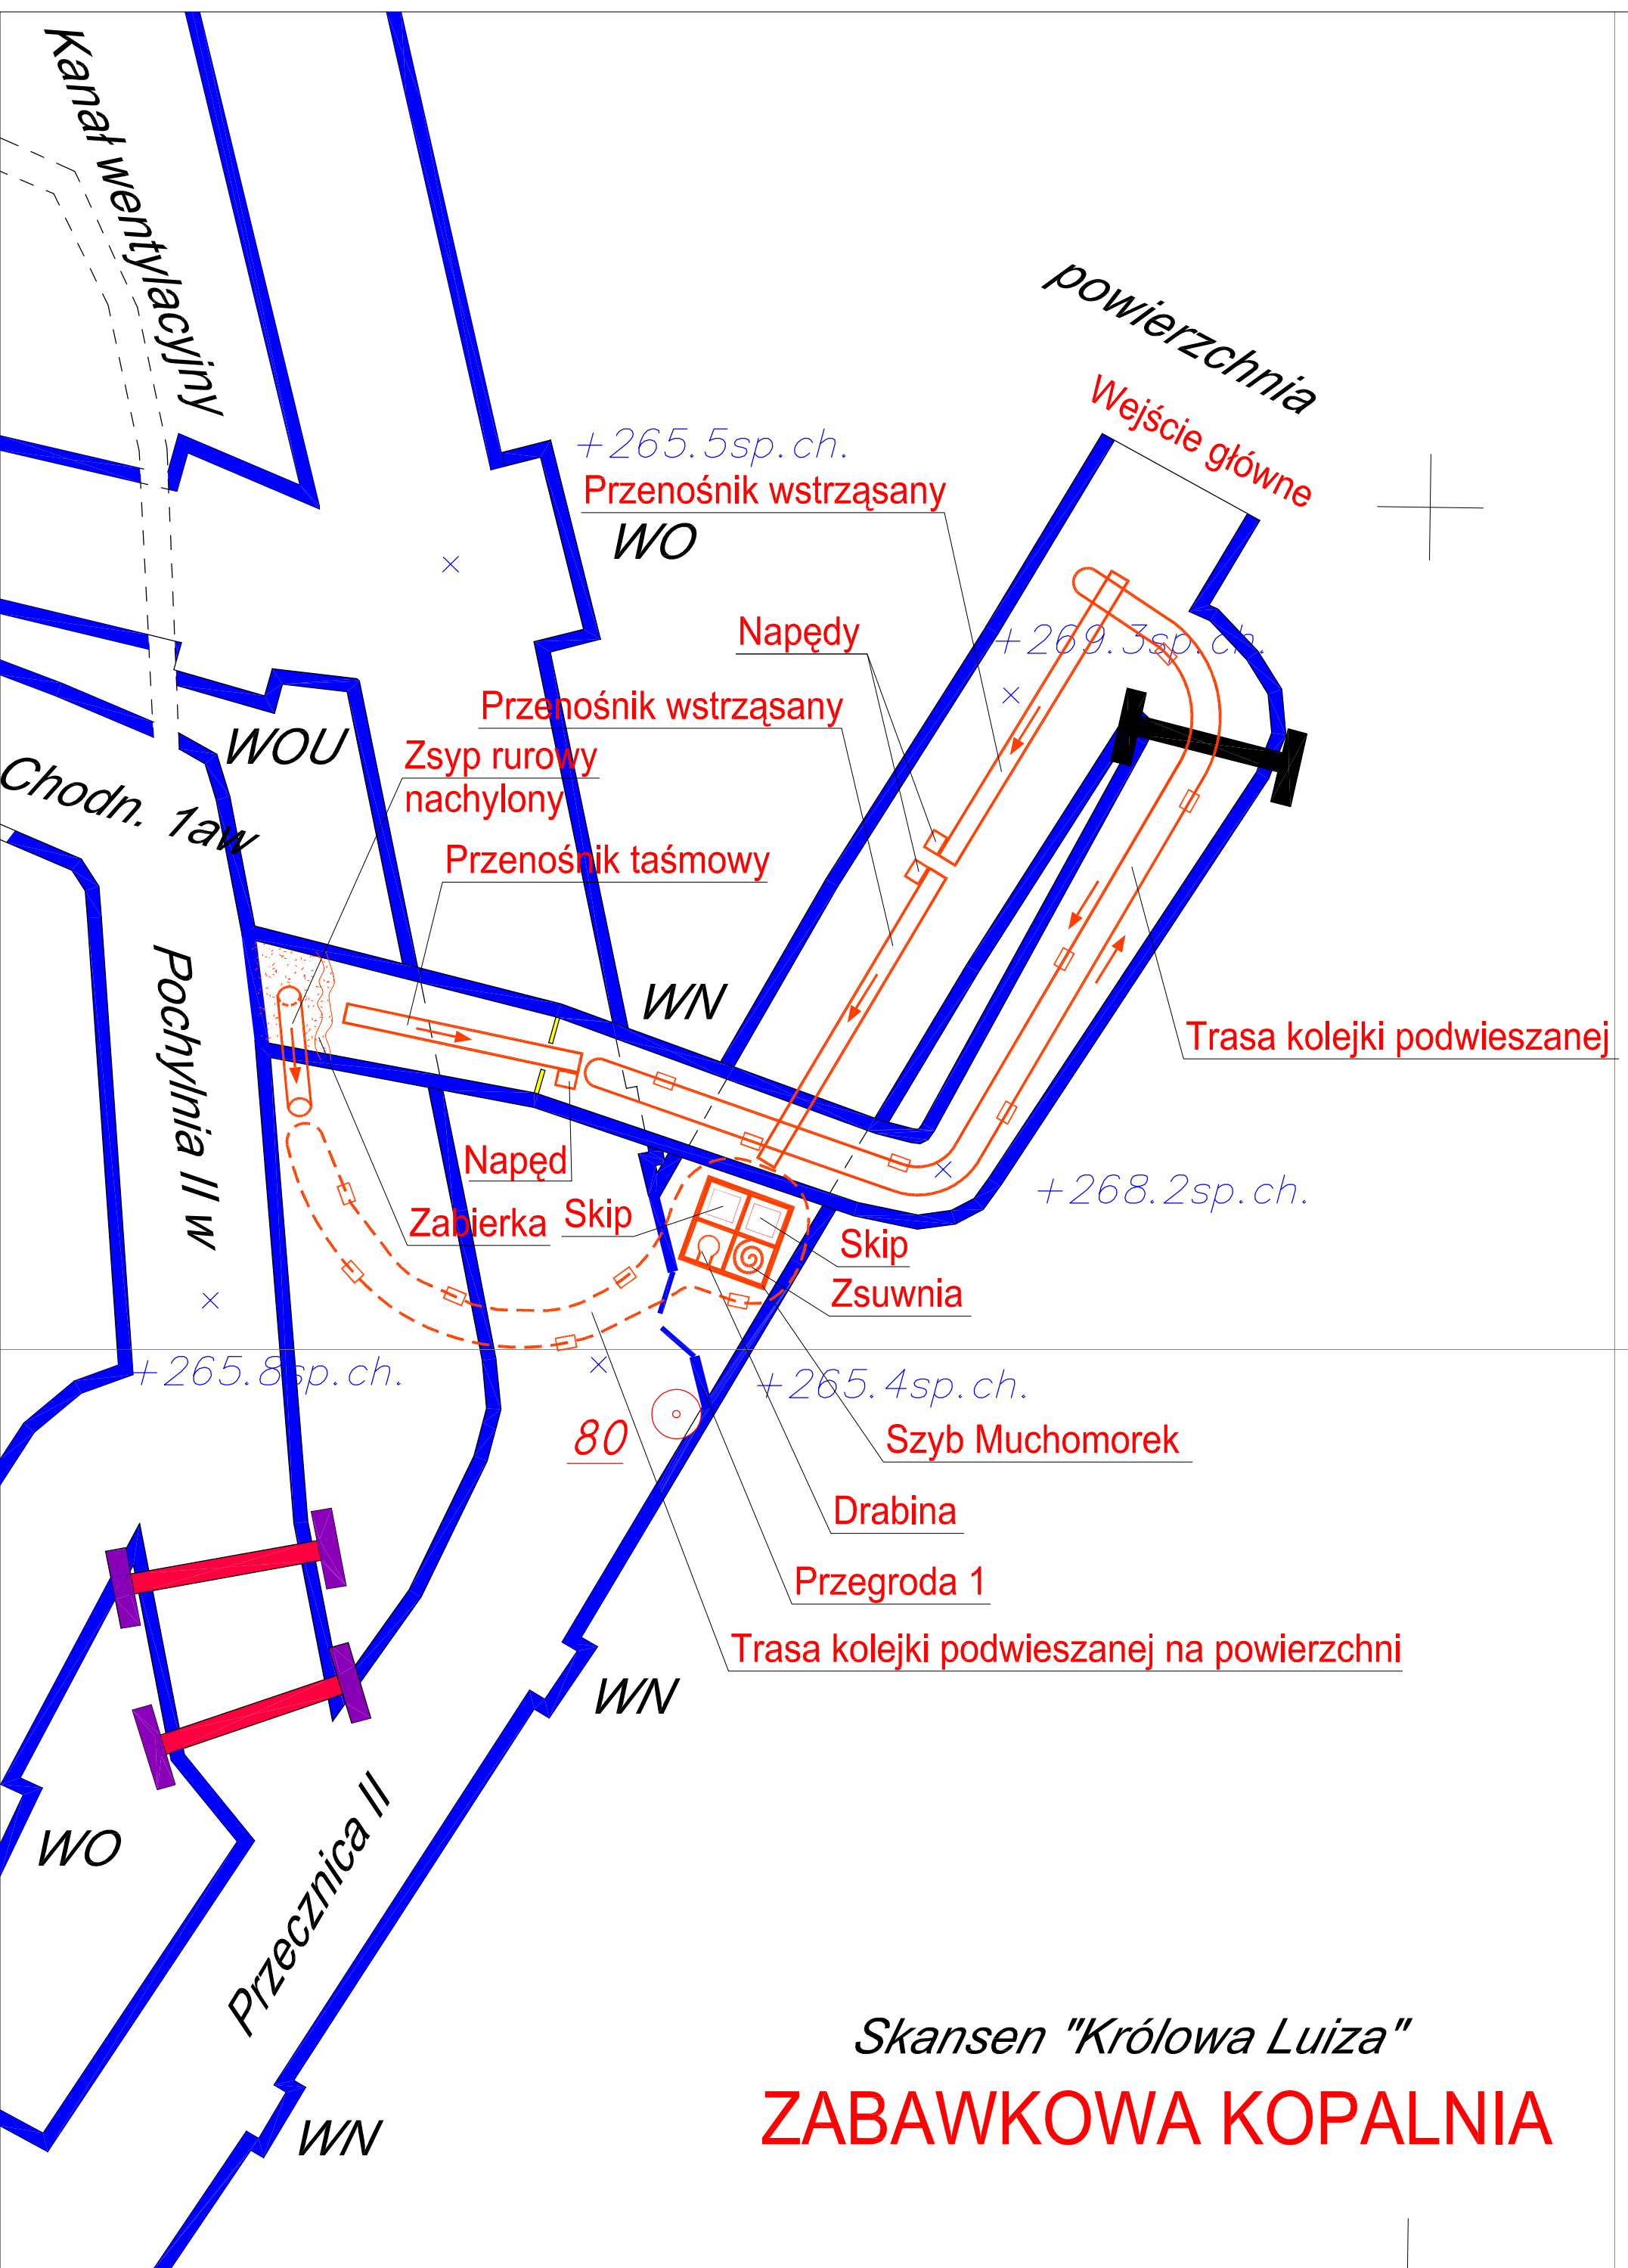 Kanał wentylacyjny
powierzchnia
Wejście główne
+265.5sp.ch.
Przenośnik wstrząsany
WO
Napędy
+269.3sp.ch.
Przenośnik wstrząsany
WOU
Zsyp rurowy
nachylony
Chodn. 1aw
Przenośnik taśmowy
Pochylnia II w
WN
Trasa kolejki podwieszanej
Napęd
+268.2sp.ch.
Zabierka
Skip
Skip
Zsuwnia
+265.8sp.ch.
+265.4sp.ch.
80
Szyb Muchomorek
Drabina
Przegroda 1
Trasa kolejki podwieszanej na powierzchni
WN
WO
Przecznica II
Skansen "Królowa Luiza"
ZABAWKOWA KOPALNIA
WN